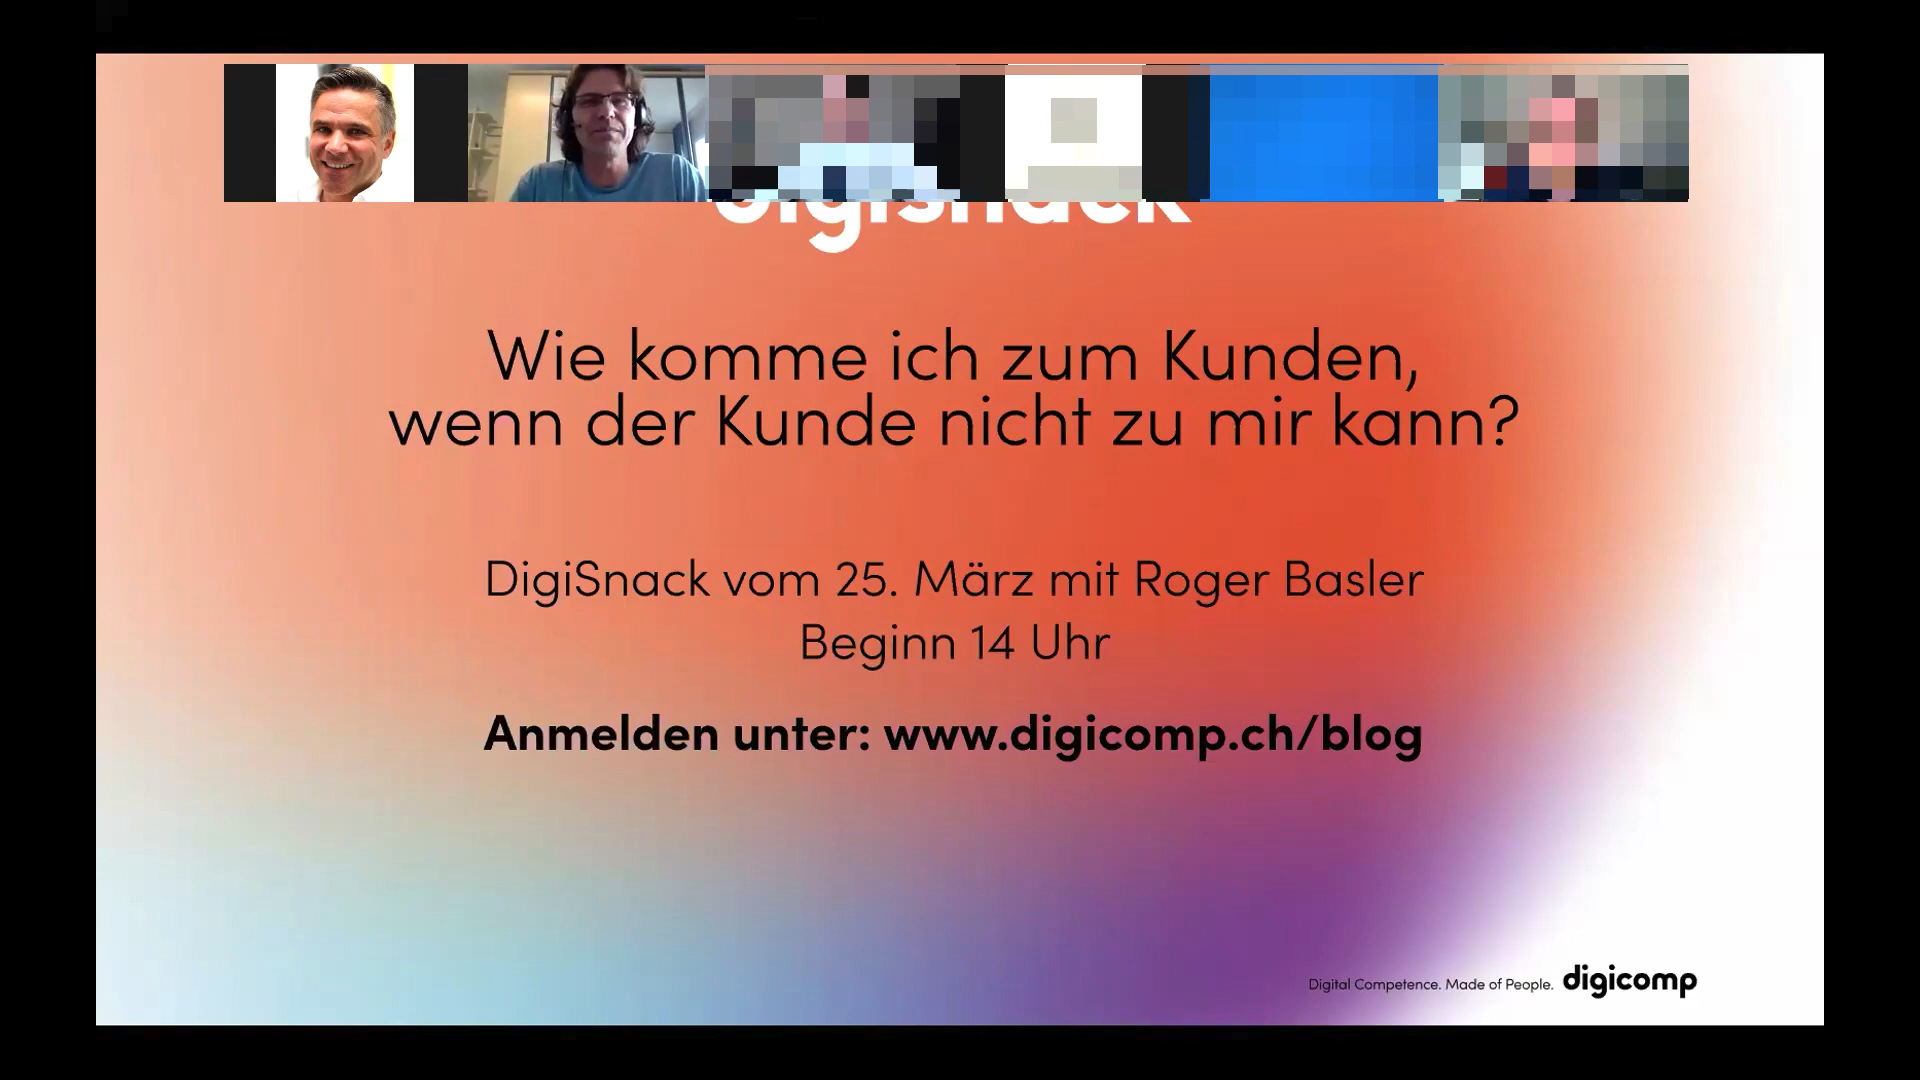 digisnack
Wie komme ich zum Kunden,
wenn der Kunde nicht zu mir kann?
DigiSnack vom 25. März mit Roger Basler
Beginn 14 Uhr
Anmelden unter: www.digicomp.ch/blog
Digital Competence. Made of People. digicomp